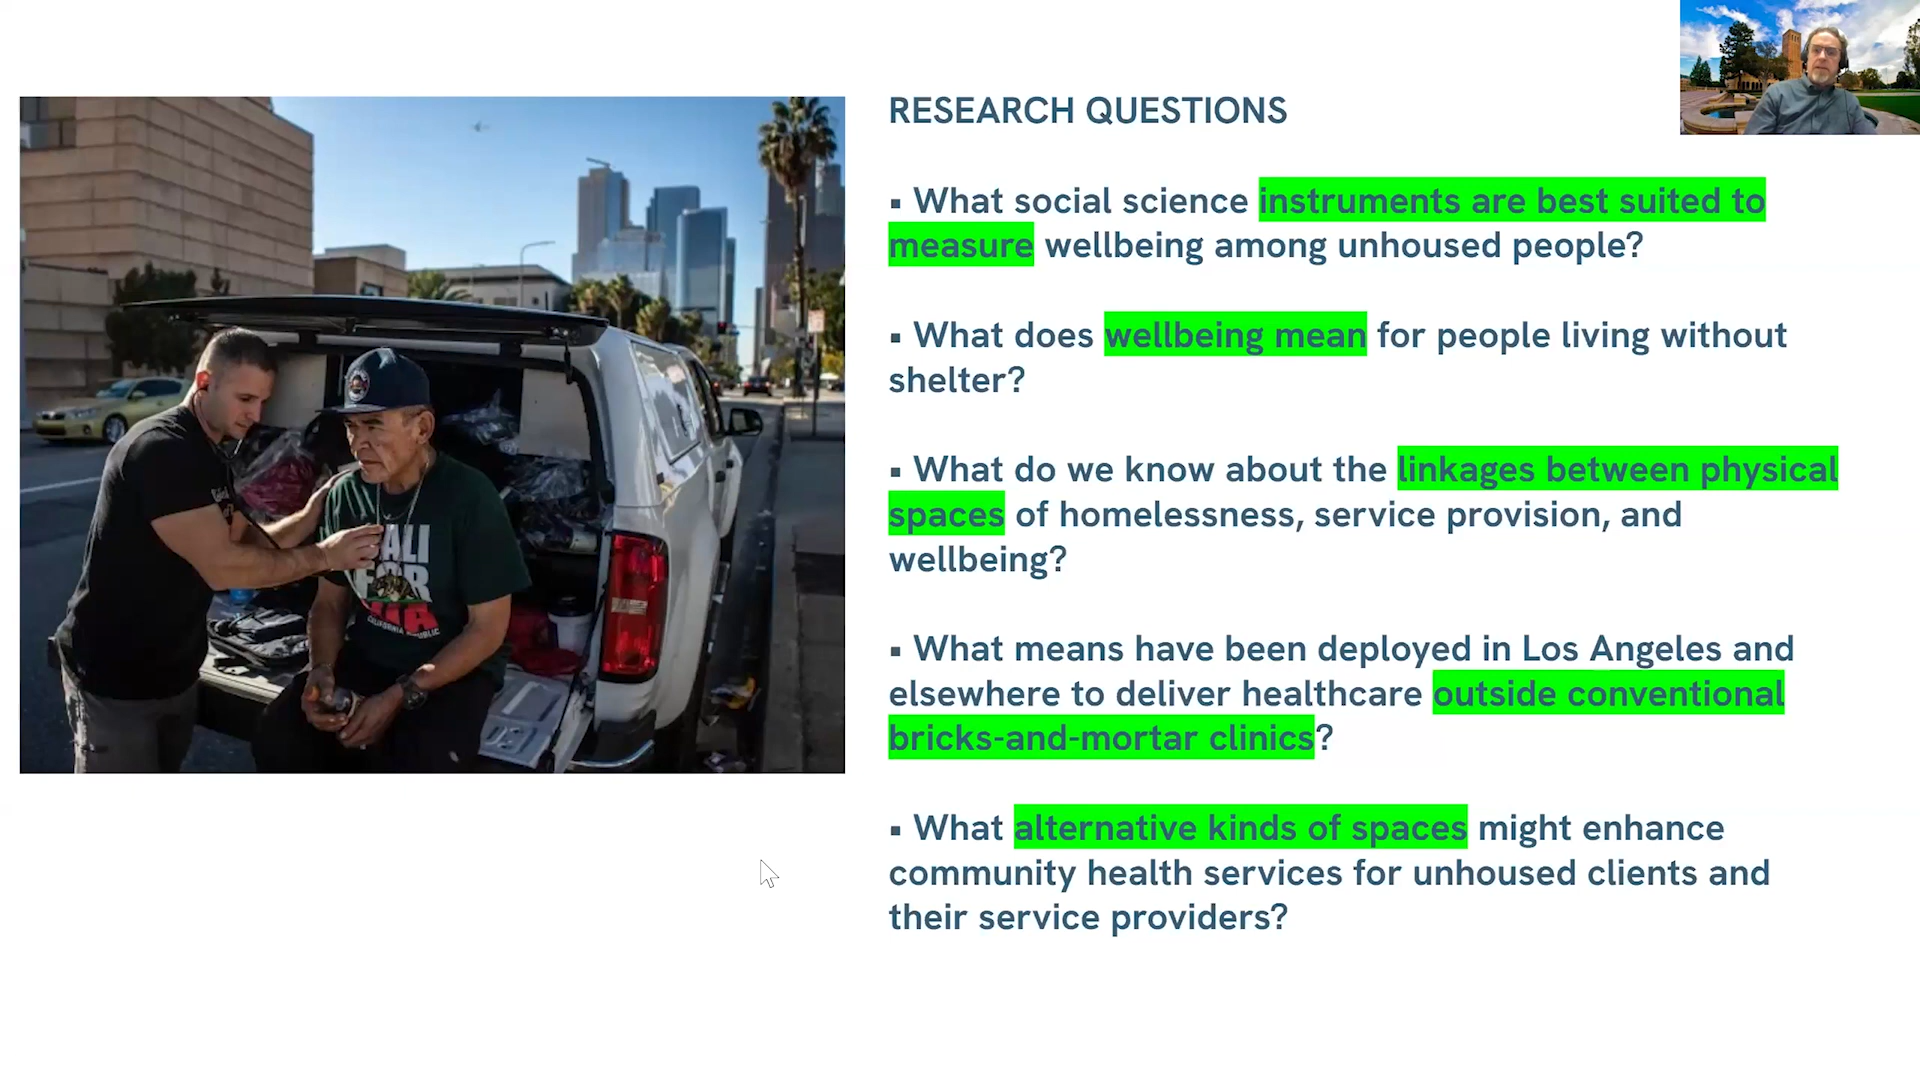 RESEARCH QUESTIONS
▪ What social science instruments are best suited to
measure wellbeing among unhoused people?
▪ What does wellbeing mean for people living without
shelter?
▪ What do we know about the linkages between physical
spaces of homelessness, service provision, and
wellbeing?
▪ What means have been deployed in Los Angeles and
elsewhere to deliver healthcare outside conventional
bricks-and-mortar clinics?
▪ What alternative kinds of spaces might enhance
community health services for unhoused clients and
their service providers?
CALI
FOR
NIA
CALIFORNIA REPUBLIC